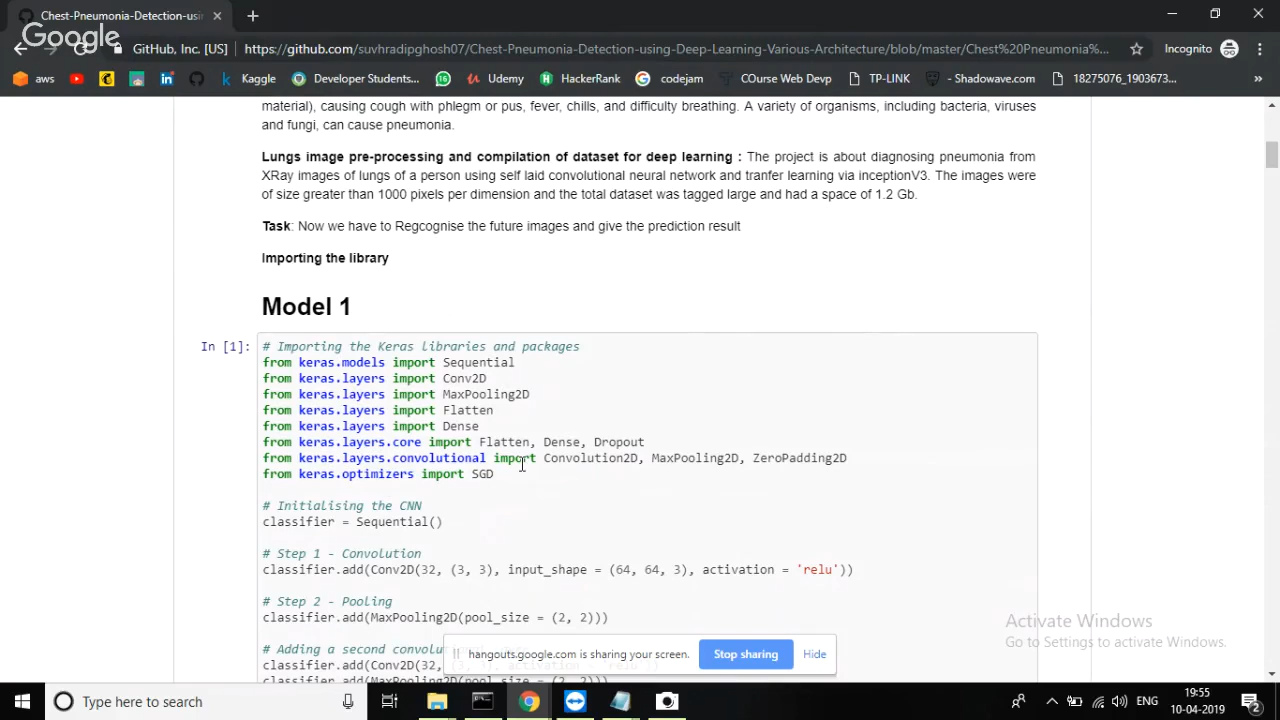 Chest-Pneumonia-Detection-usin
Google
GitHub, Inc. [US]
https://github.com/suvhradipghosh07/Chest-Pneumonia-Detection-using-Deep-Learning-Various-Architecture/blob/master/Chest%20Pneumonia%...
Incognito
aws
Kaggle
Developer Students...
Udemy
HackerRank
codejam
COurse Web Devp
TP-LINK
- Shadowave.com
18275076_1903673...
»
material), causing cough with phlegm or pus, fever, chills, and difficulty breathing. A variety of organisms, including bacteria, viruses
and fungi, can cause pneumonia.
Lungs image pre-processing and compilation of dataset for deep learning : The project is about diagnosing pneumonia from
XRay images of lungs of a person using self laid convolutional neural network and tranfer learning via inceptionV3. The images were
of size greater than 1000 pixels per dimension and the total dataset was tagged large and had a space of 1.2 Gb.
Task: Now we have to Regcognise the future images and give the prediction result
Importing the library
Model 1
In [1]:
# Importing the Keras libraries and packages
from keras.models import Sequential
from keras.layers import Conv2D
from keras.layers import MaxPooling2D
from keras.layers import Flatten
from keras.layers import Dense
from keras.layers.core import Flatten, Dense, Dropout
from keras.layers.convolutional import Convolution2D, MaxPooling2D, ZeroPadding2D
from keras.optimizers import SGD
# Initialising the CNN
classifier = Sequential()
# Step 1 - Convolution
classifier.add(Conv2D(32, (3, 3), input_shape = (64, 64, 3), activation = 'relu'))
# Step 2 - Pooling
classifier.add(MaxPooling2D(pool_size = (2, 2)))
# Adding a second convolu
classifier.add(Conv2D(32, (3, 3), activation = 'relu'))
classifier.add(MaxPooling2D(pool_size = (2, 2)))
hangouts.google.com is sharing your screen.
Stop sharing
Hide
Activate Windows
Go to Settings to activate Windows.
Type here to search
ENG
19:55
10-04-2019
2